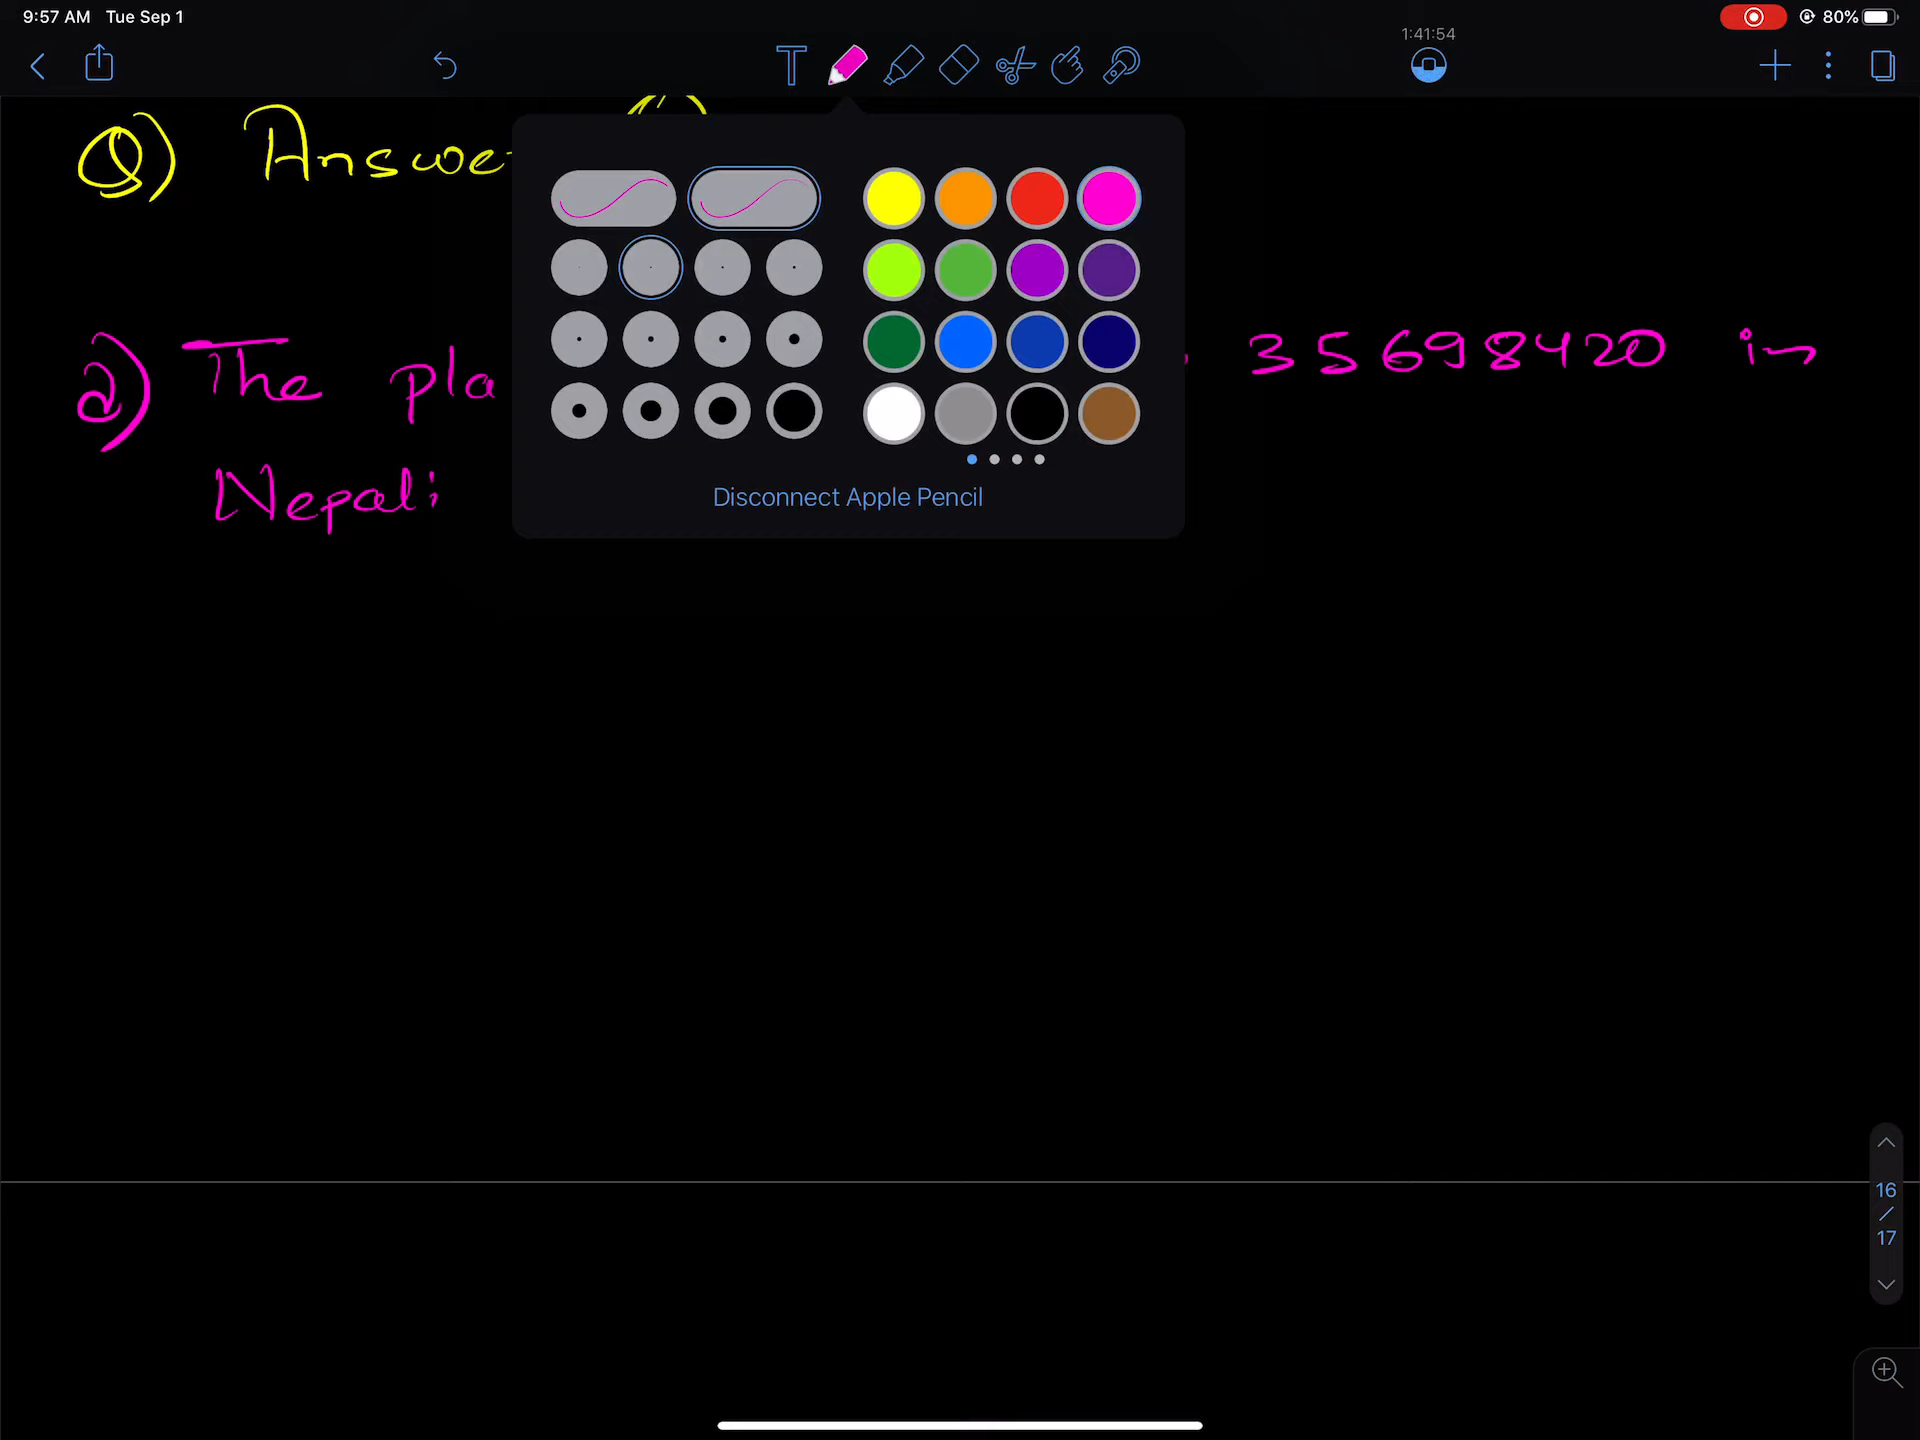 9:57 AM Tue Sep 1
80%
1:41:54
Q) Answe
a) The pla 35698420 in
Nepali
Disconnect Apple Pencil
16
/
17